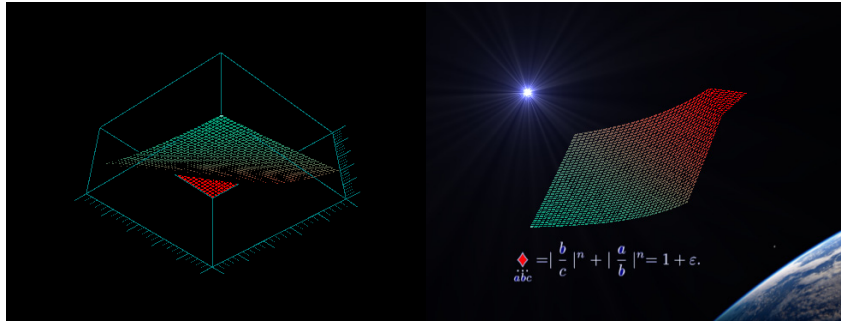 ♦ =| b/c |ⁿ + | a/b |ⁿ= 1 + ε.
abc